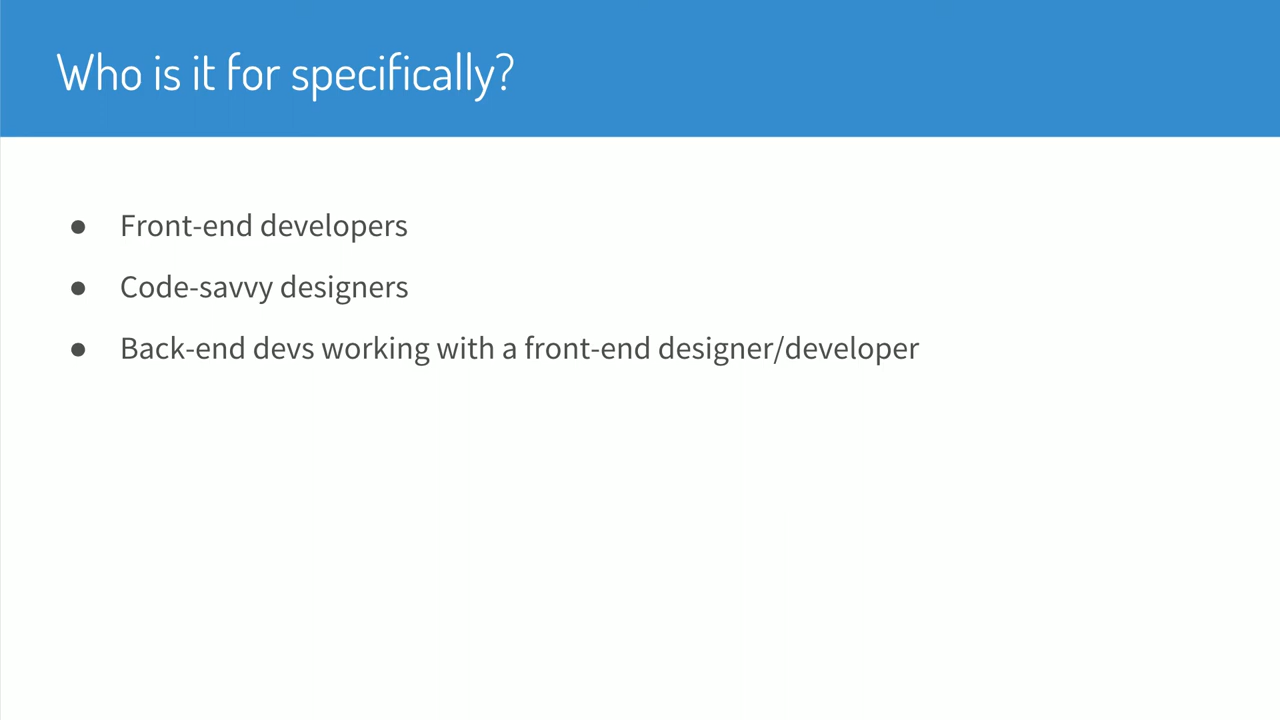 Who is it for specifically?
● Front-end developers
● Code-savvy designers
● Back-end devs working with a front-end designer/developer